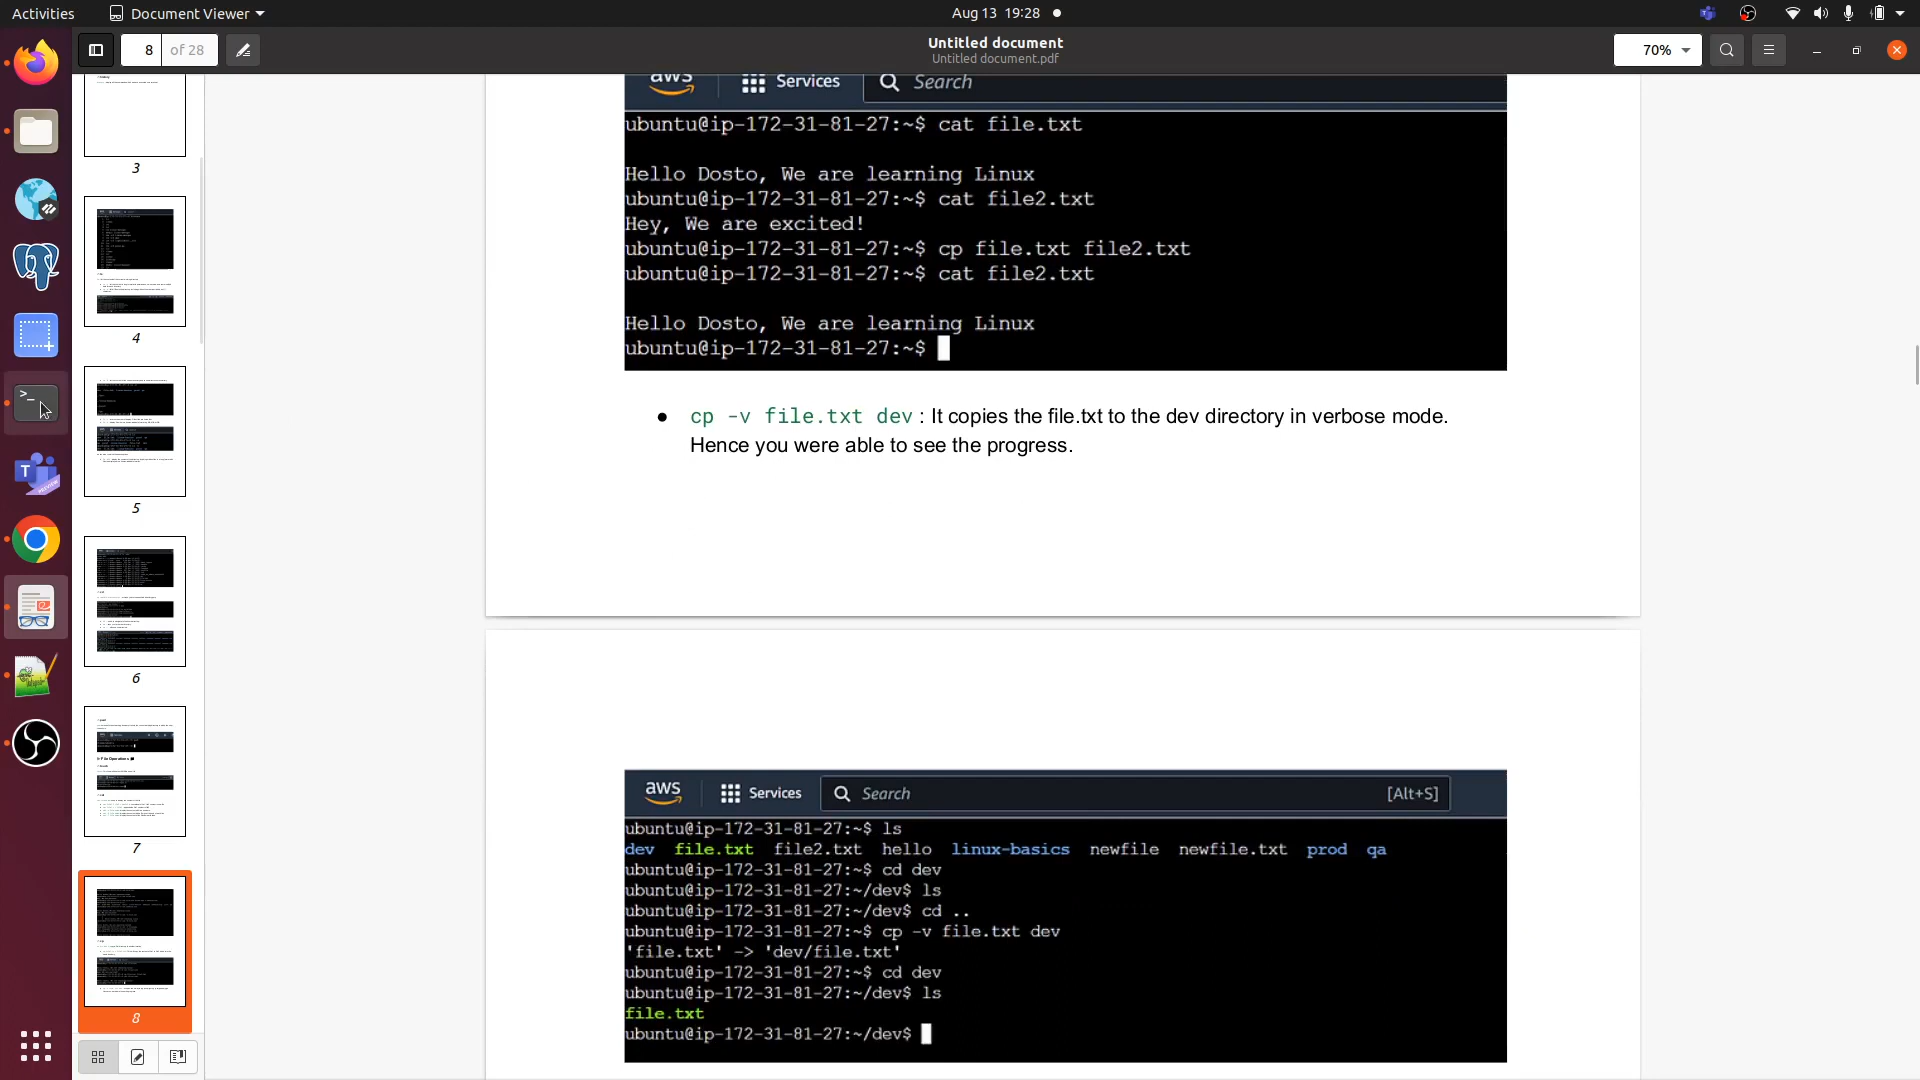 Activities
Document Viewer
Aug 13 19:28
8 of 28
Untitled document
Untitled document.pdf
70%
3
4
5
6
7
8
aws
Services
Search
ubuntu@ip-172-31-81-27:~$ cat file.txt
Hello Dosto, We are learning Linux
ubuntu@ip-172-31-81-27:~$ cat file2.txt
Hey, We are excited!
ubuntu@ip-172-31-81-27:~$ cp file.txt file2.txt
ubuntu@ip-172-31-81-27:~$ cat file2.txt
Hello Dosto, We are learning Linux
ubuntu@ip-172-31-81-27:~$
● cp -v file.txt dev : It copies the file.txt to the dev directory in verbose mode.
Hence you were able to see the progress.
aws
Services
Search
[Alt+S]
ubuntu@ip-172-31-81-27:~$ ls
dev file.txt file2.txt hello linux-basics newfile newfile.txt prod qa
ubuntu@ip-172-31-81-27:~$ cd dev
ubuntu@ip-172-31-81-27:~/dev$ ls
ubuntu@ip-172-31-81-27:~/dev$ cd ..
ubuntu@ip-172-31-81-27:~$ cp -v file.txt dev
'file.txt' -> 'dev/file.txt'
ubuntu@ip-172-31-81-27:~$ cd dev
ubuntu@ip-172-31-81-27:~/dev$ ls
file.txt
ubuntu@ip-172-31-81-27:~/dev$